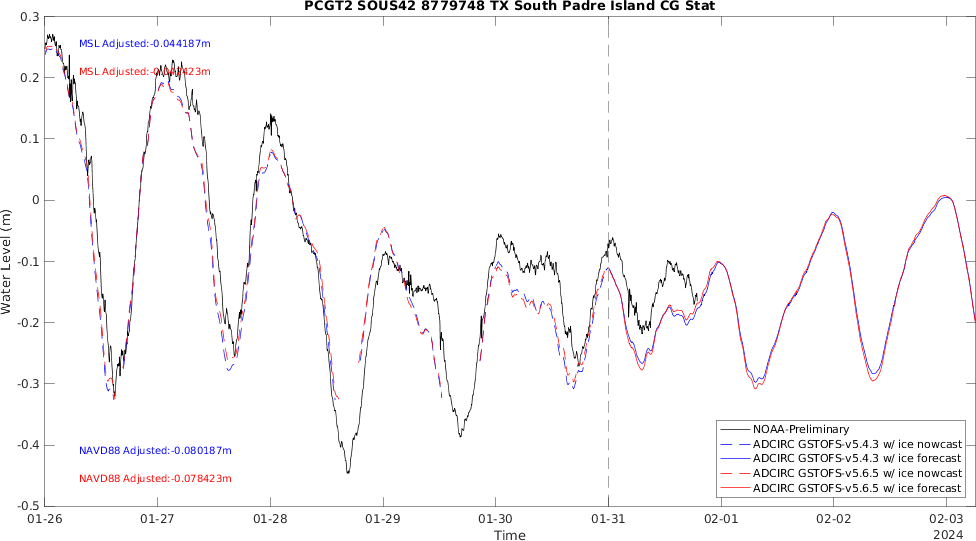 PCGT2 SOUS42 8779748 TX South Padre Island CG Stat
MSL Adjusted:-0.044187m
MSL Adjusted:
NAVD88 Adjusted:-0.080187m
NAVD88 Adjusted:-0.078423m
Water Level (m)
0.3
0.2
0.1
0
-0.1
-0.2
-0.3
-0.4
-0.5
01-26
01-27
01-28
01-29
01-30
01-31
02-01
02-02
02-03
Time
2024
NOAA-Preliminary
ADCIRC GSTOFS-v5.4.3 w/ ice nowcast
ADCIRC GSTOFS-v5.4.3 w/ ice forecast
ADCIRC GSTOFS-v5.6.5 w/ ice nowcast
ADCIRC GSTOFS-v5.6.5 w/ ice forecast